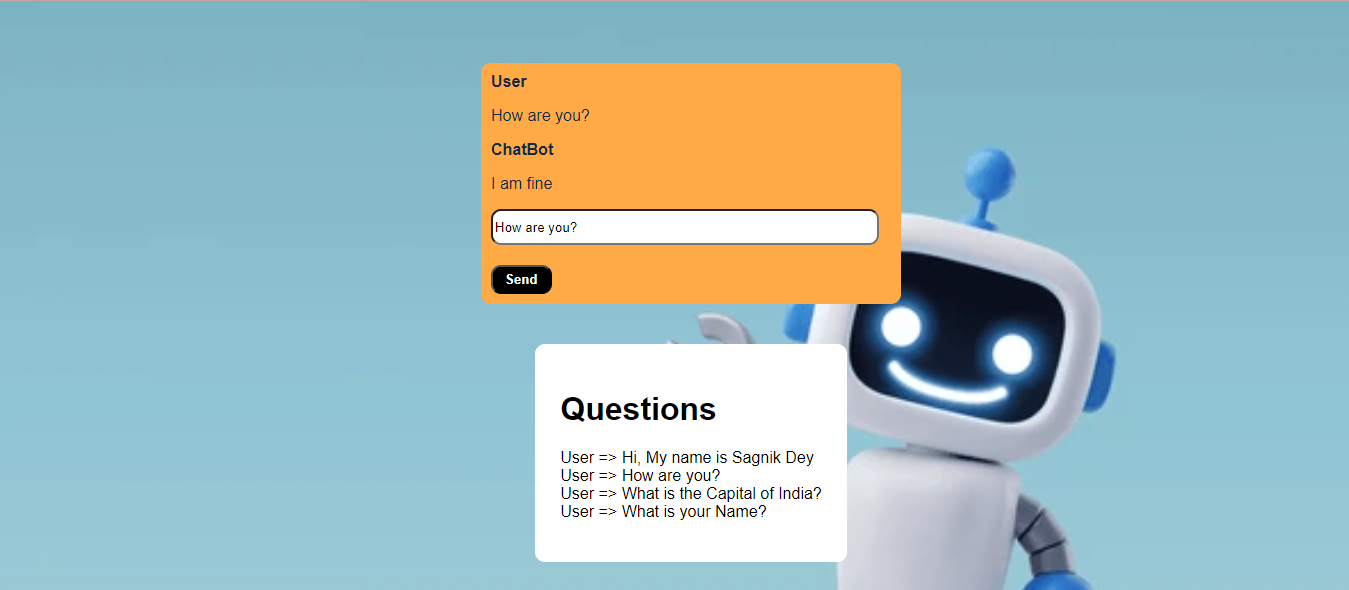 User
How are you?
ChatBot
I am fine
How are you?
Send
Questions
User => Hi, My name is Sagnik Dey
User => How are you?
User => What is the Capital of India?
User => What is your Name?